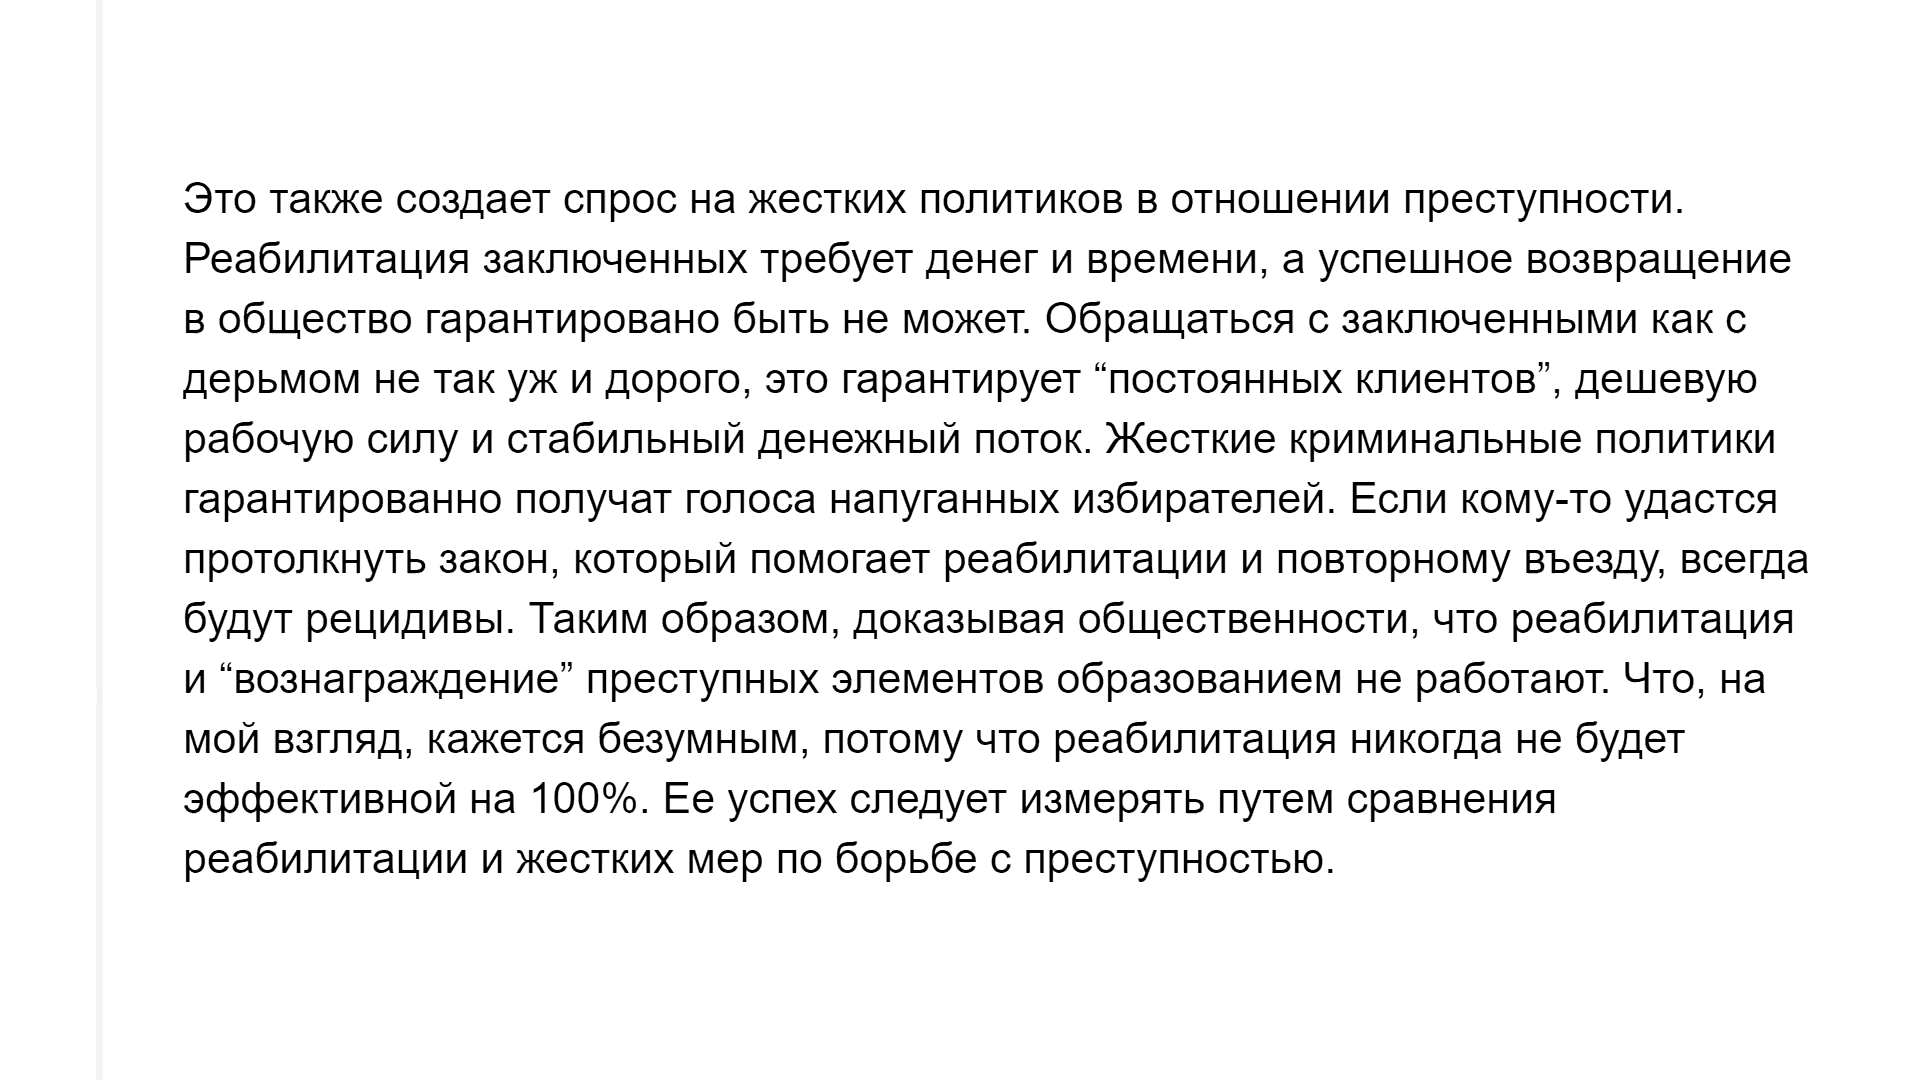 Это также создает спрос на жестких политиков в отношении преступности.
Реабилитация заключенных требует денег и времени, а успешное возвращение
в общество гарантировано быть не может. Обращаться с заключенными как с
дерьмом не так уж и дорого, это гарантирует “постоянных клиентов”, дешевую
рабочую силу и стабильный денежный поток. Жесткие криминальные политики
гарантированно получат голоса напуганных избирателей. Если кому-то удастся
протолкнуть закон, который помогает реабилитации и повторному въезду, всегда
будут рецидивы. Таким образом, доказывая общественности, что реабилитация
и “вознаграждение” преступных элементов образованием не работают. Что, на
мой взгляд, кажется безумным, потому что реабилитация никогда не будет
эффективной на 100%. Ее успех следует измерять путем сравнения
реабилитации и жестких мер по борьбе с преступностью.